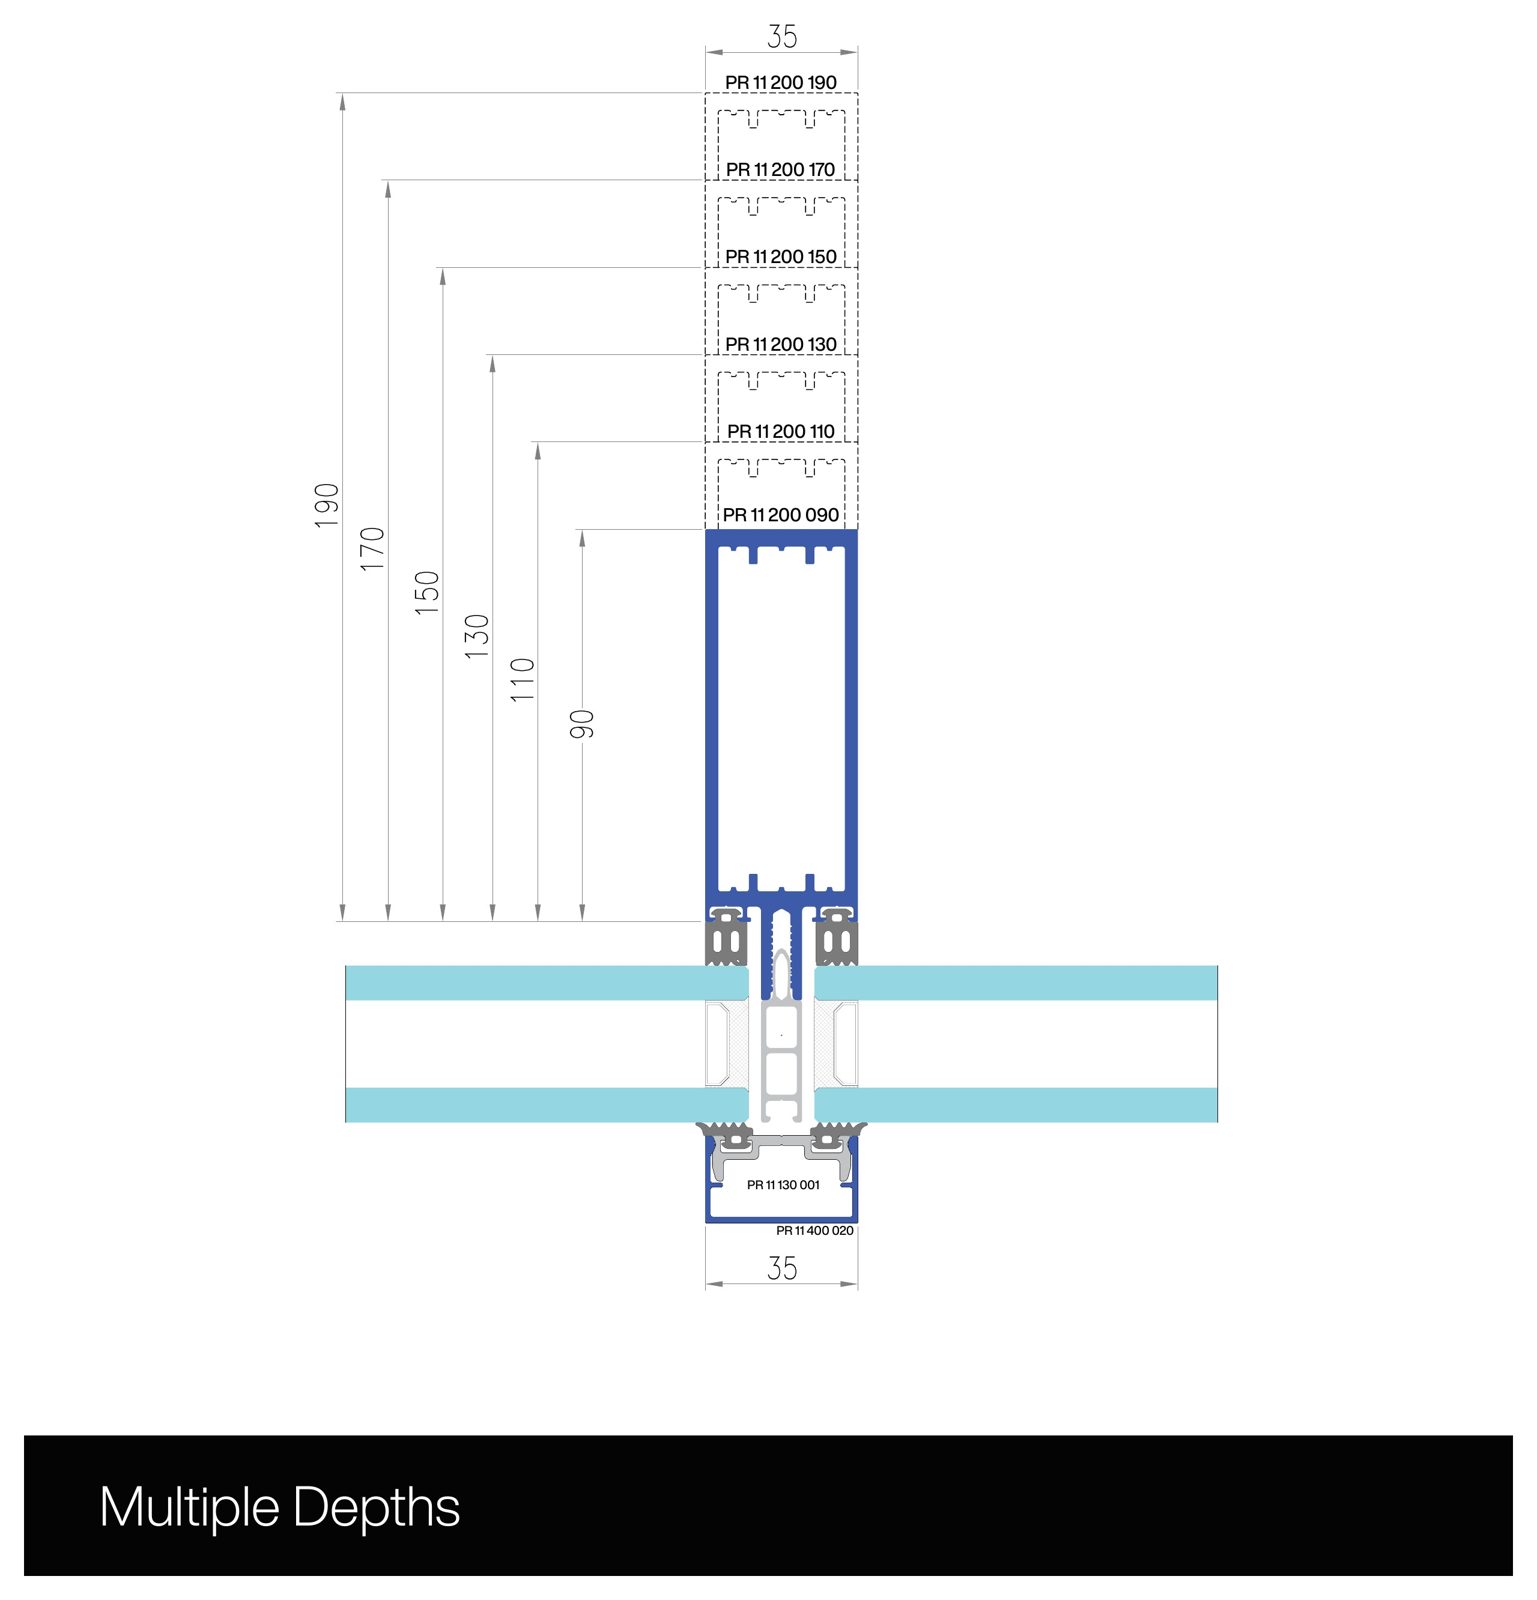 35
PR 11 200 190
PR 11 200 170
PR 11 200 150
PR 11 200 130
PR 11 200 110
PR 11 200 090
190
170
150
130
110
90
PR 11 130 001
PR 11 400 020
35
Multiple Depths